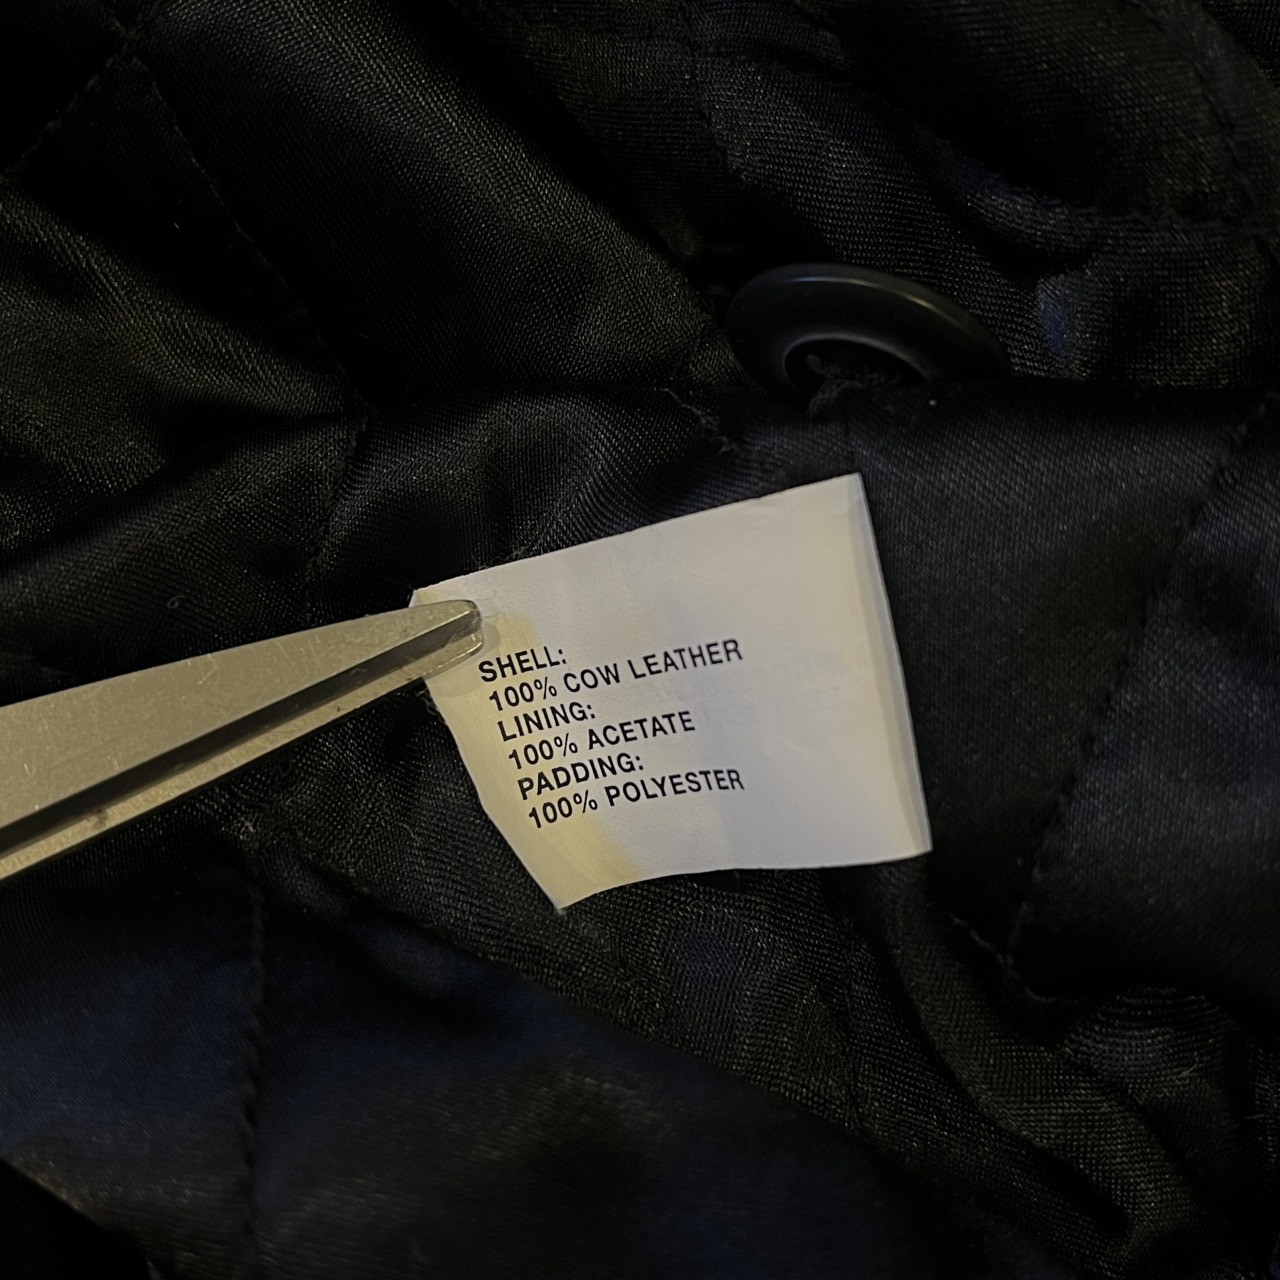 SHELL:
100% COW LEATHER
LINING:
100% ACETATE
PADDING:
100% POLYESTER